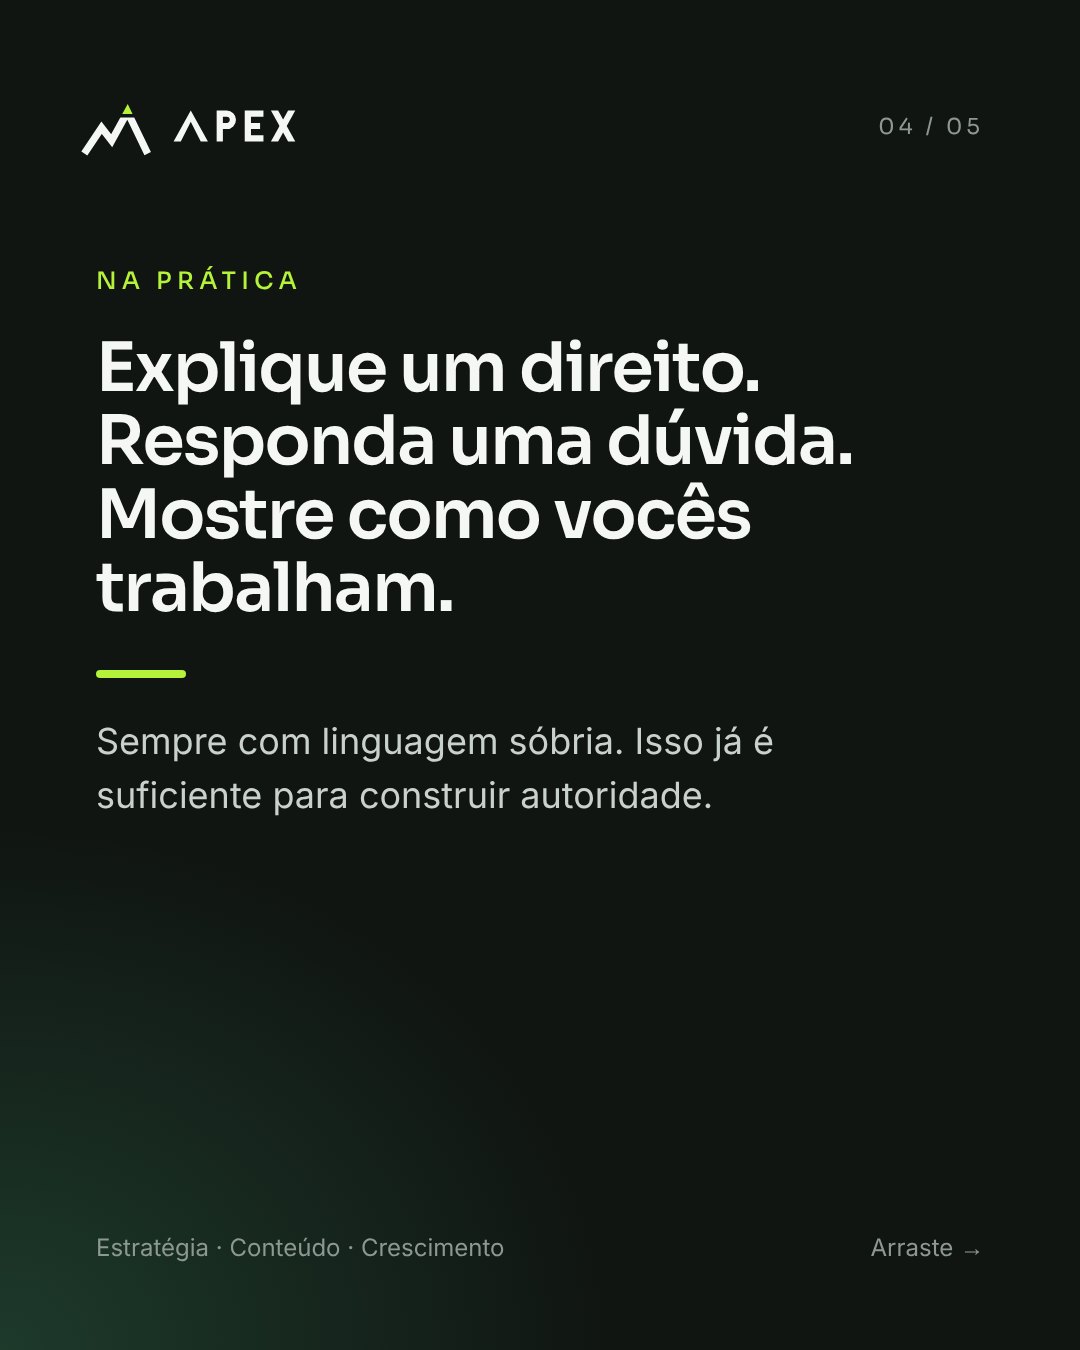 APEX
04 / 05
NA PRÁTICA
Explique um direito.
Responda uma dúvida.
Mostre como vocês
trabalham.
Sempre com linguagem sóbria. Isso já é
suficiente para construir autoridade.
Estratégia · Conteúdo · Crescimento
Arraste →